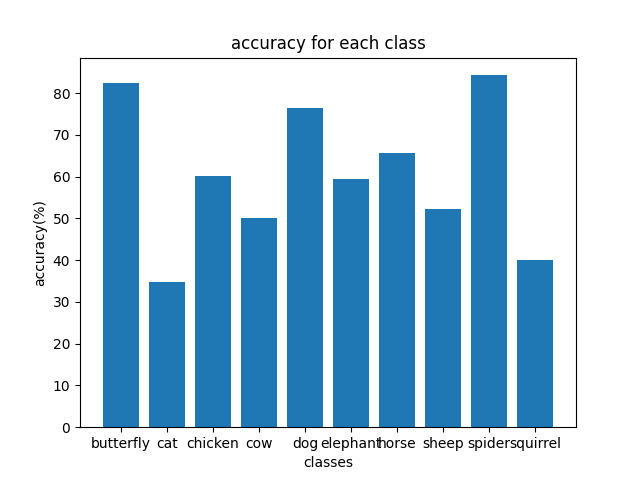 accuracy for each class
accuracy(%)
80
70
60
50
40
30
20
10
0
butterfly cat chicken cow dog elephant horse sheep spider squirrel
classes